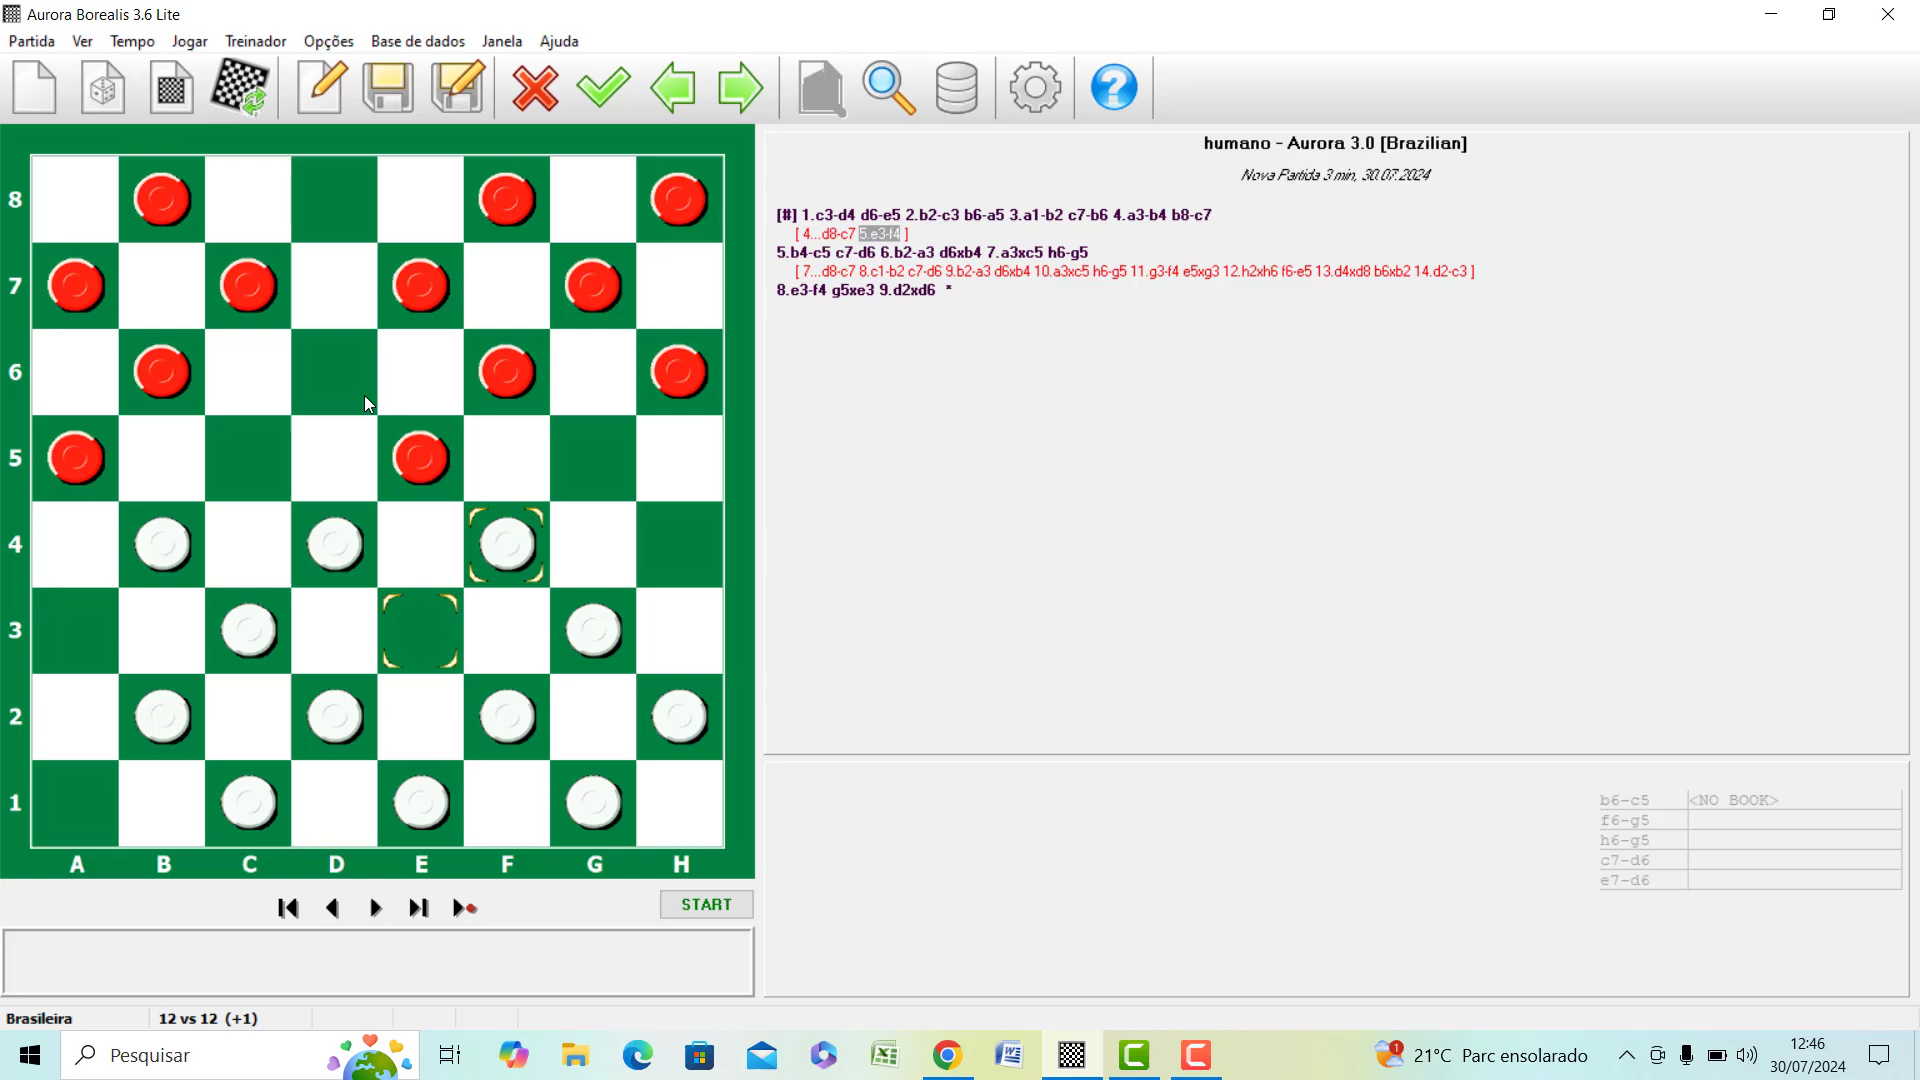 Aurora Borealis 3.6 Lite
Partida Ver Tempo Jogar Treinador Opções Base de dados Janela Ajuda
humano - Aurora 3.0 [Brazilian]
Nova Partida 3 min, 30.07.2024
[#] 1.c3-d4 d6-e5 2.b2-c3 b6-a5 3.a1-b2 c7-b6 4.a3-b4 b8-c7
[ 4...d8-c7 5.e3-f4 ]
5.b4-c5 c7-d6 6.b2-a3 d6xb4 7.a3xc5 h6-g5
[ 7...d8-c7 8.c1-b2 c7-d6 9.b2-a3 d6xb4 10.a3xc5 h6-g5 11.g3-f4 e5xg3 12.h2xh6 f6-e5 13.d4xd8 b6xb2 14.d2-c3 ]
8.e3-f4 g5xe3 9.d2xd6 *
8
7
6
5
4
3
2
1
A B C D E F G H
START
b6-c5 <NO BOOK>
f6-g5
h6-g5
c7-d6
e7-d6
Brasileira 12 vs 12 (+1)
Pesquisar
21°C Parc ensolarado
12:46
30/07/2024